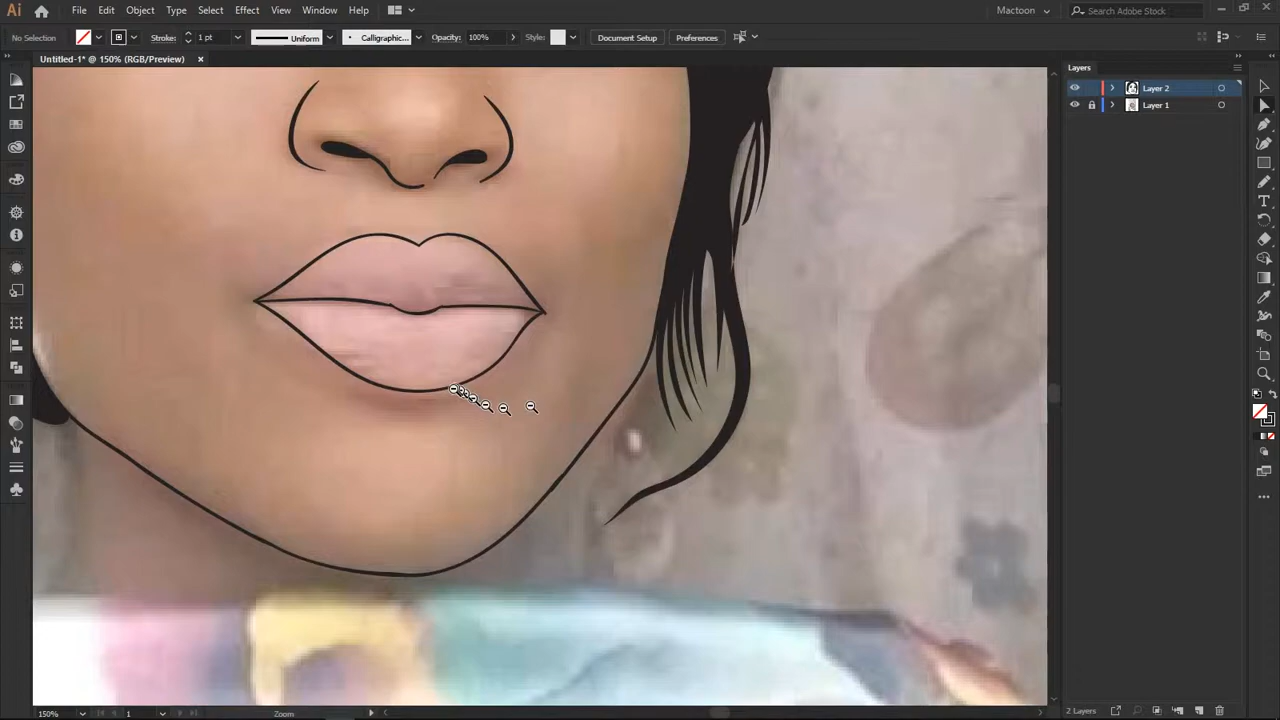 Ai File Edit Object Type Select Effect View Window Help Mactoon Search Adobe Stock
No Selection Stroke: 1 pt Uniform Calligraphic... Opacity: 100% Style: Document Setup Preferences
Untitled-1* @ 150% (RGB/Preview)
Layers
Layer 2
Layer 1
150% 1 Zoom 2 Layers